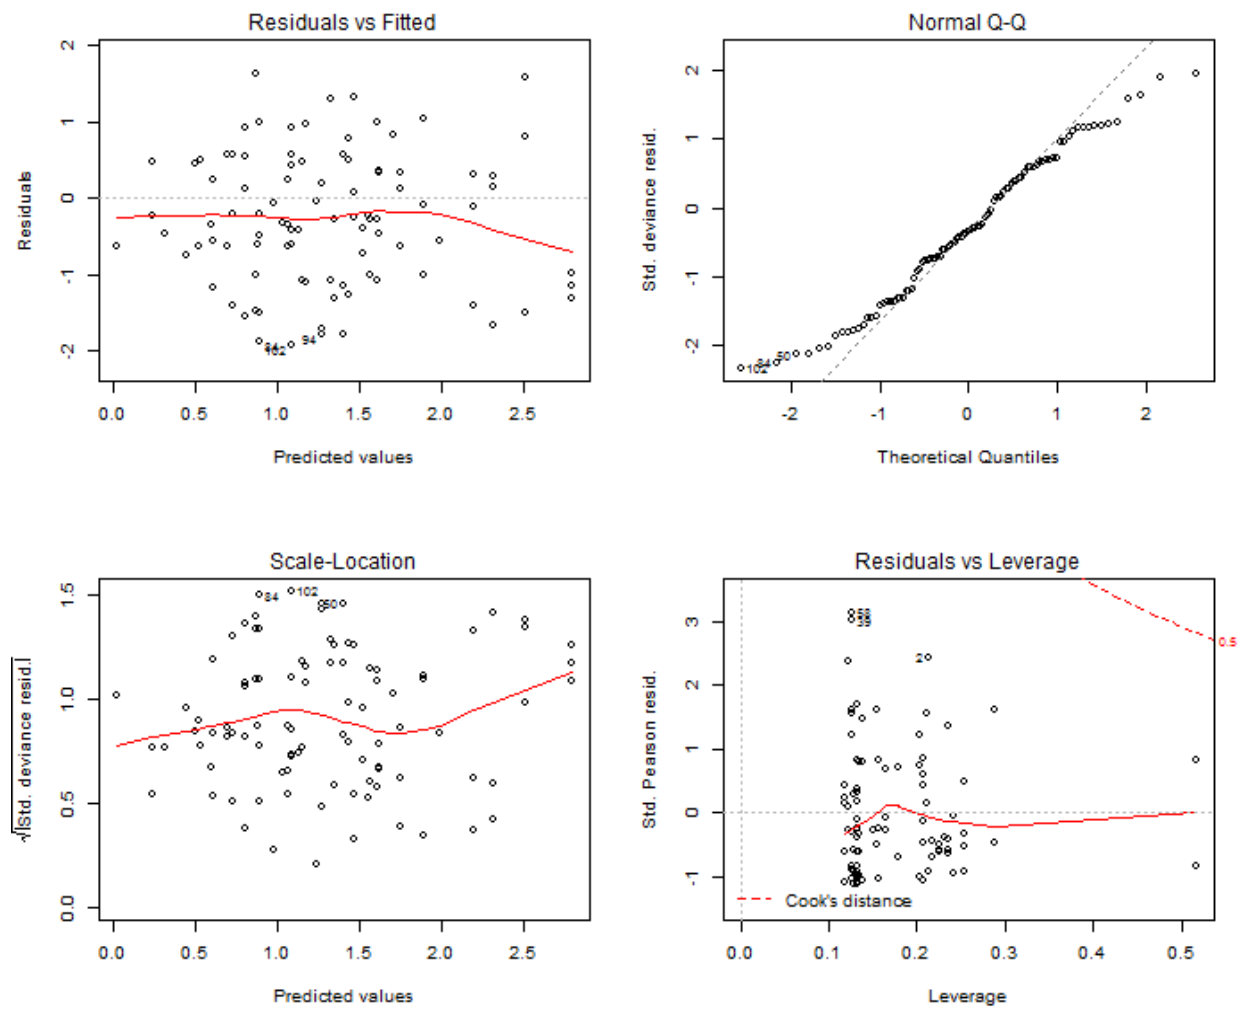 Residuals vs Fitted
Residuals
2
1
0
-1
-2
84
102
94
0.0 0.5 1.0 1.5 2.0 2.5
Predicted values
Normal Q-Q
Std. deviance resid.
2
1
0
-1
-2
102
84
50
-2 -1 0 1 2
Theoretical Quantiles
Scale-Location
√|Std. deviance resid.|
1.5
1.0
0.5
0.0
84
102
50
0.0 0.5 1.0 1.5 2.0 2.5
Predicted values
Residuals vs Leverage
Std. Pearson resid.
3
2
1
0
-1
58
39
2
0.5
Cook's distance
0.0 0.1 0.2 0.3 0.4 0.5
Leverage